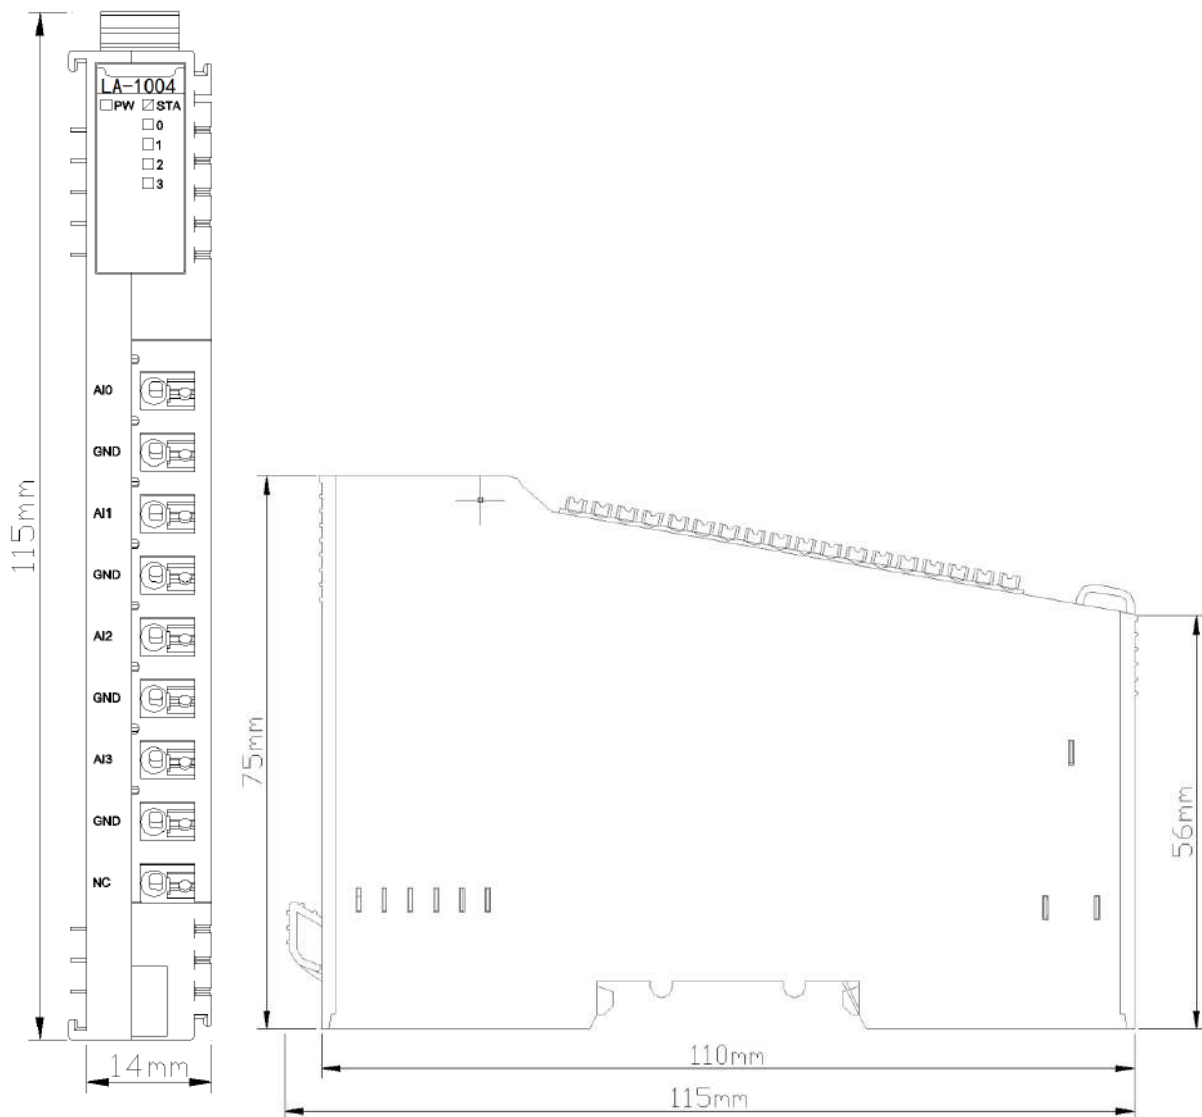 LA-1004
PW STA
0
1
2
3
AI0
GND
AI1
GND
AI2
GND
AI3
GND
NC
115mm
14mm
75mm
56mm
110mm
115mm